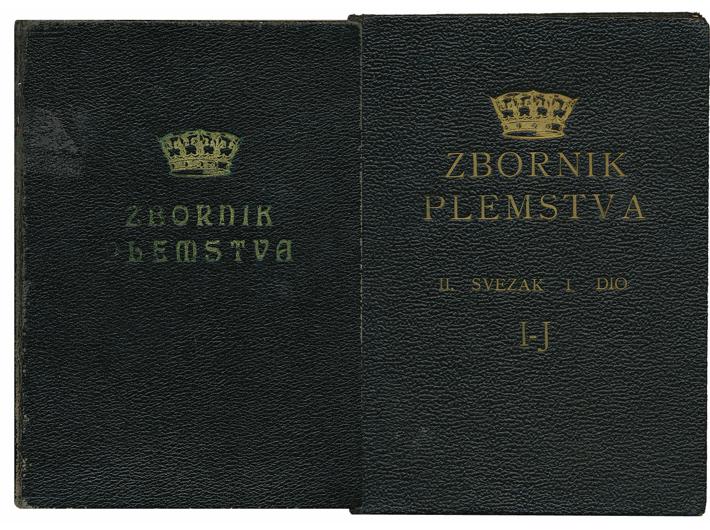 ZBORNIK
PLEMSTVA
ZBORNIK
PLEMSTVA
II. SVEZAK I DIO
I-J